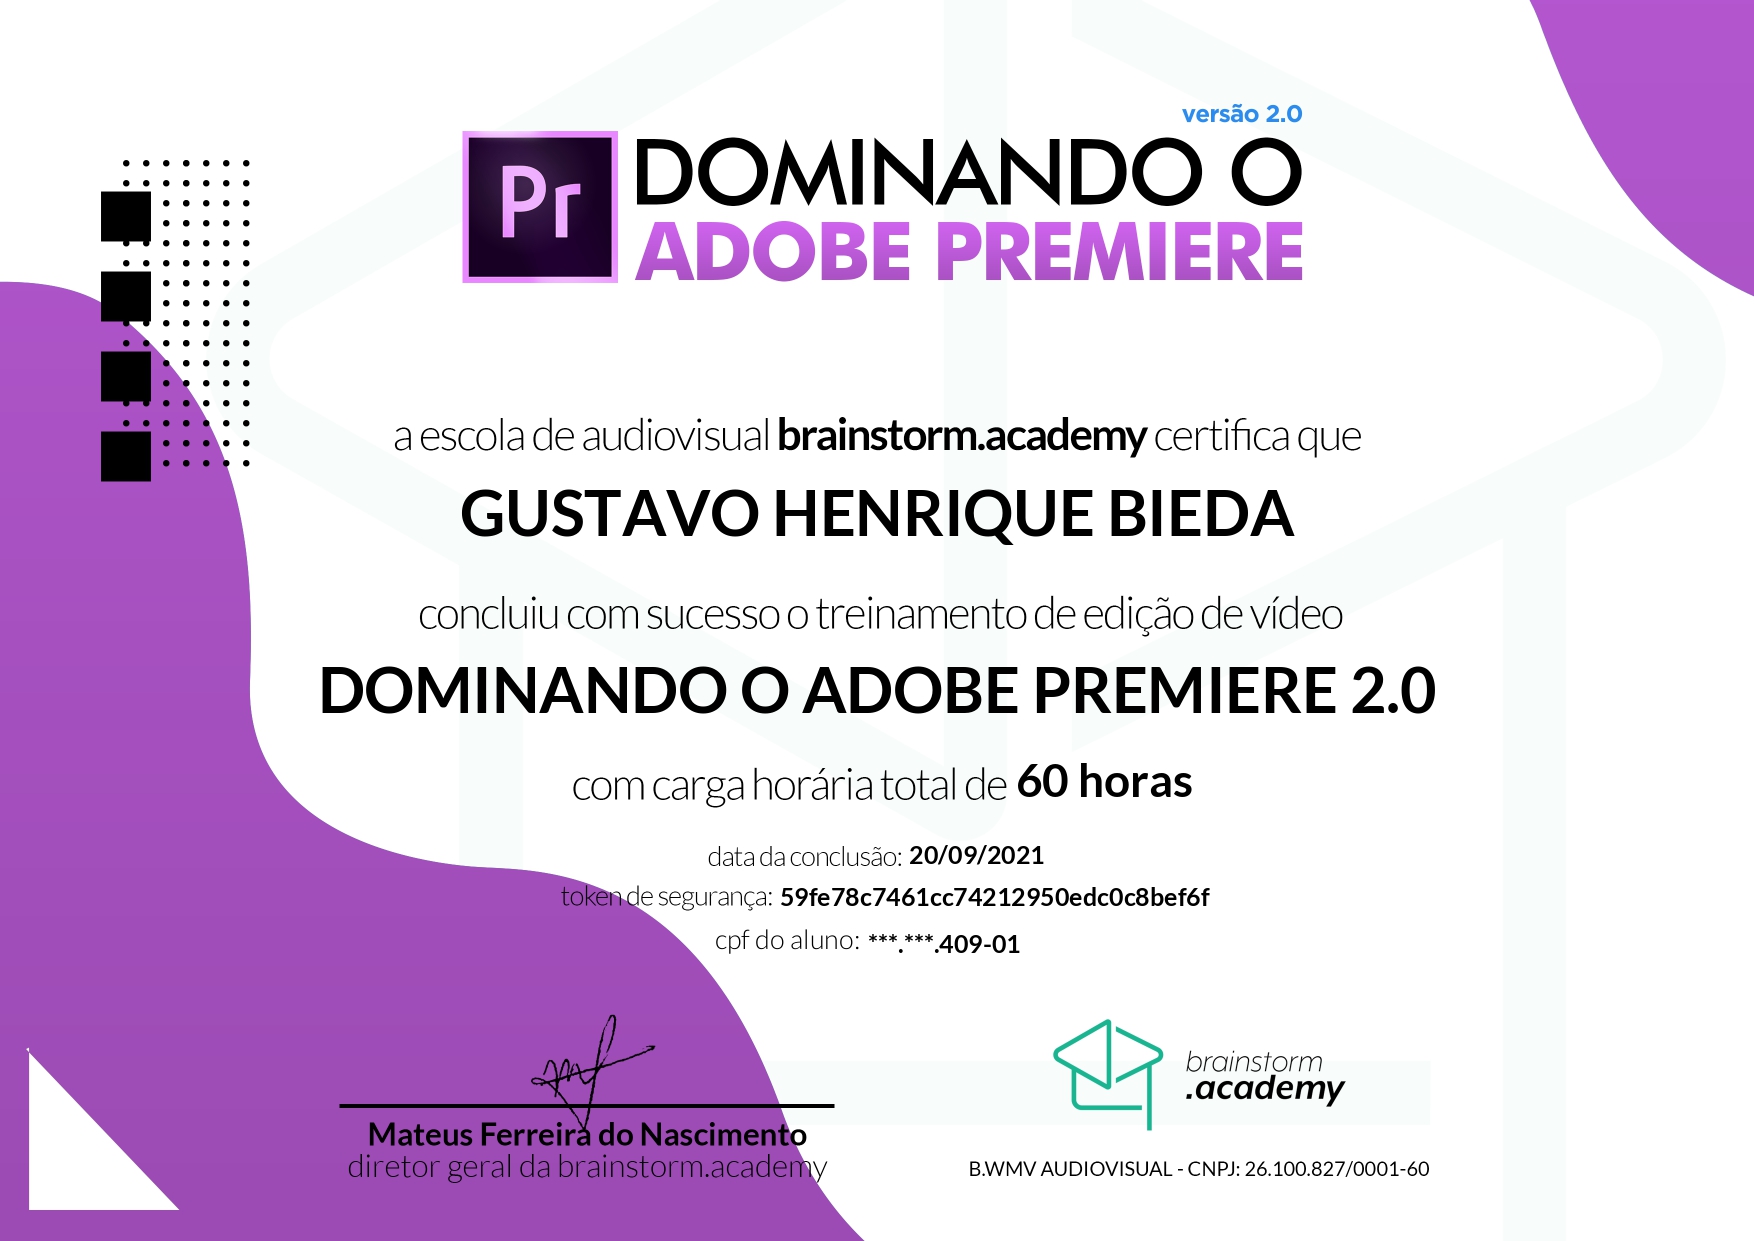 versão 2.0
Pr
DOMINANDO O
ADOBE PREMIERE
a escola de audiovisual brainstorm.academy certifica que
GUSTAVO HENRIQUE BIEDA
concluiu com sucesso o treinamento de edição de vídeo
DOMINANDO O ADOBE PREMIERE 2.0
com carga horária total de 60 horas
data da conclusão: 20/09/2021
token de segurança: 59fe78c7461cc74212950edc0c8bef6f
cpf do aluno: ***.***.409-01
Mateus Ferreira do Nascimento
diretor geral da brainstorm.academy
brainstorm
.academy
B.WMV AUDIOVISUAL - CNPJ: 26.100.827/0001-60